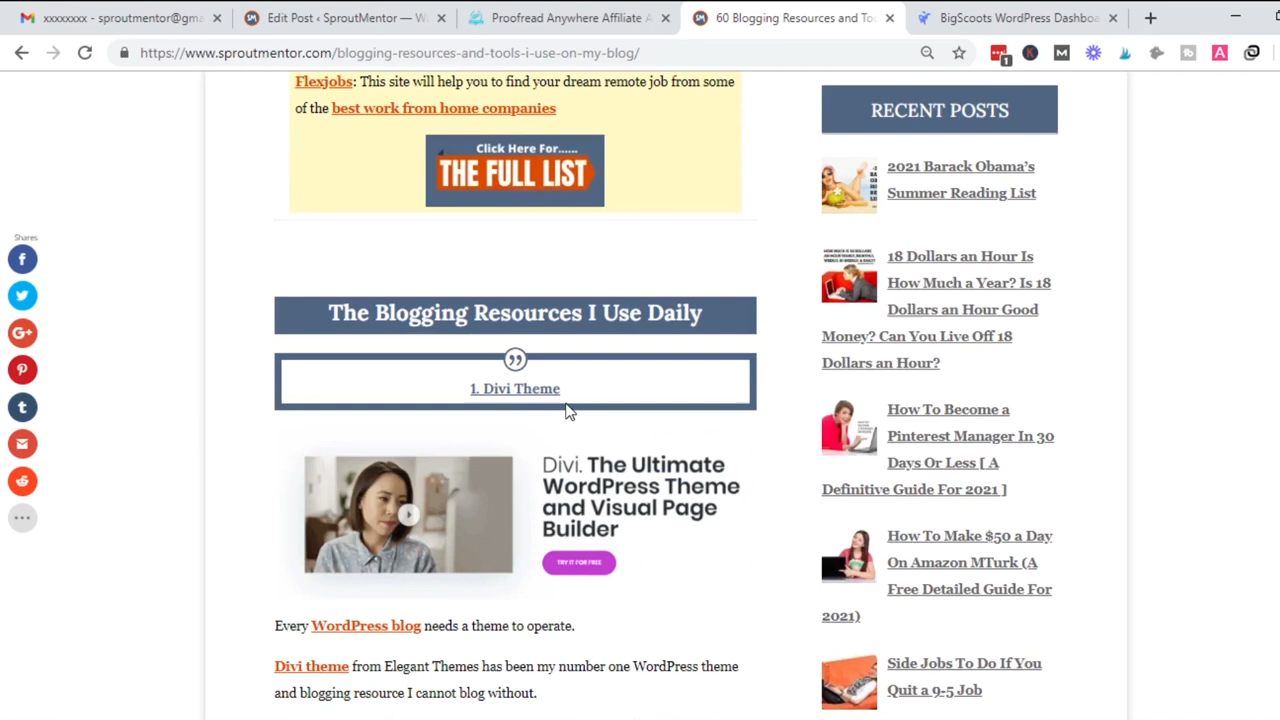 xxxxxxxx - sproutmentor@gma
Edit Post ‹ SproutMentor — W
Proofread Anywhere Affiliate A
60 Blogging Resources and Too
BigScoots WordPress Dashboa
https://www.sproutmentor.com/blogging-resources-and-tools-i-use-on-my-blog/
1
Flexjobs: This site will help you to find your dream remote job from some
of the best work from home companies
Click Here For......
THE FULL LIST
Shares
The Blogging Resources I Use Daily
1. Divi Theme
Divi. The Ultimate
WordPress Theme
and Visual Page
Builder
TRY IT FOR FREE
Every WordPress blog needs a theme to operate.
Divi theme from Elegant Themes has been my number one WordPress theme
and blogging resource I cannot blog without.
RECENT POSTS
2021 Barack Obama's
Summer Reading List
18 Dollars an Hour Is
How Much a Year? Is 18
Dollars an Hour Good
Money? Can You Live Off 18
Dollars an Hour?
How To Become a
Pinterest Manager In 30
Days Or Less [ A
Definitive Guide For 2021 ]
How To Make $50 a Day
On Amazon MTurk (A
Free Detailed Guide For
2021)
Side Jobs To Do If You
Quit a 9-5 Job